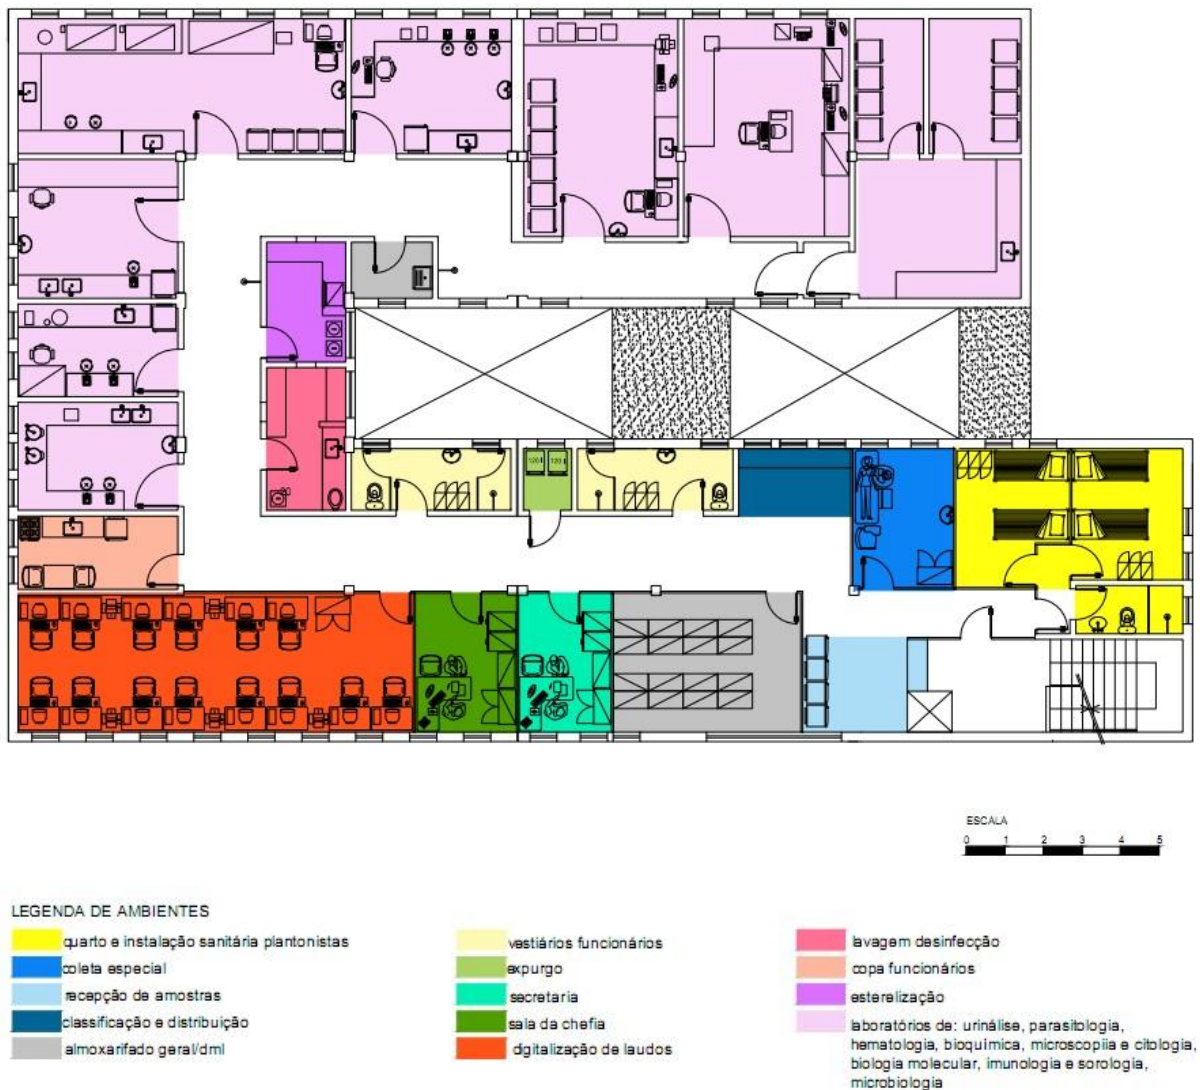 120 l 120 l
ESCALA
0 1 2 3 4 5
LEGENDA DE AMBIENTES
quarto e instalação sanitária plantonistas
coleta especial
recepção de amostras
classificação e distribuição
almoxarifado geral/dml
vestiários funcionários
expurgo
secretaria
sala da chefia
digitalização de laudos
lavagem desinfecção
copa funcionários
esterelização
laboratórios de: urinálise, parasitologia,
hematologia, bioquímica, microscopiia e citologia,
biologia molecular, imunologia e sorologia,
microbiologia